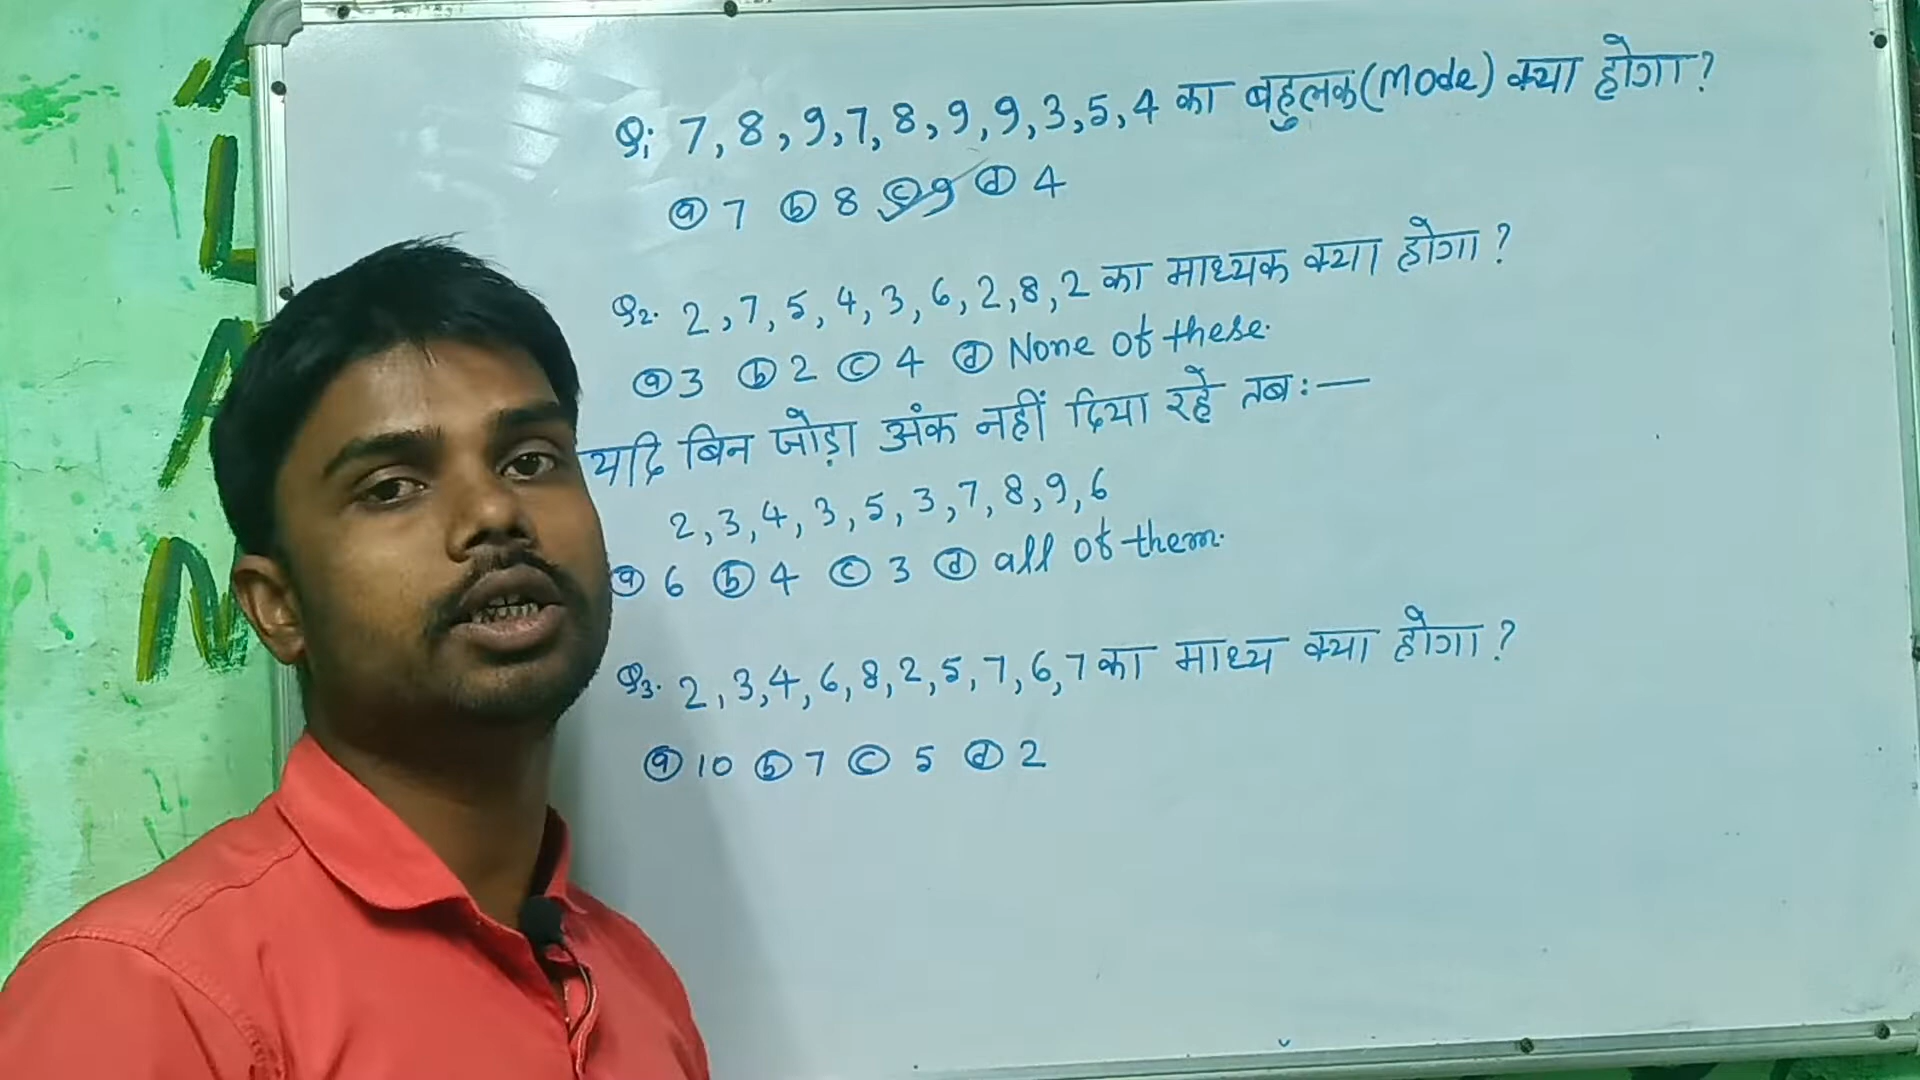 ALAM
Q1 7, 8, 9, 7, 8, 9, 9, 3, 5, 4 का बहुलक (Mode) क्या होगा?
ⓐ 7 ⓑ 8 ⓒ 9 ⓓ 4
Q2. 2, 7, 5, 4, 3, 6, 2, 8, 2 का माध्यक क्या होगा?
ⓐ 3 ⓑ 2 ⓒ 4 ⓓ None of these.
यदि बिन जोड़ा अंक नहीं दिया रहे तब:—
2, 3, 4, 3, 5, 3, 7, 8, 9, 6
ⓐ 6 ⓑ 4 ⓒ 3 ⓓ all of them.
Q3. 2, 3, 4, 6, 8, 2, 5, 7, 6, 7 का माध्य क्या होगा?
ⓐ 10 ⓑ 7 ⓒ 5 ⓓ 2